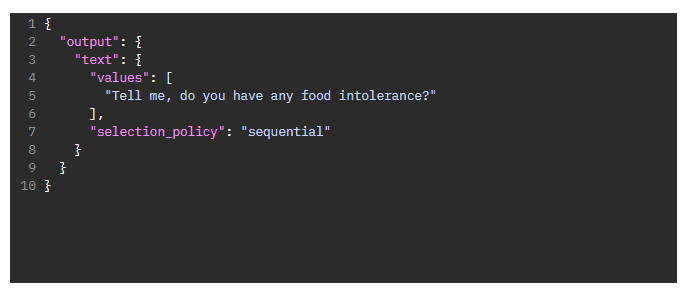 1 {
2   "output": {
3     "text": {
4       "values": [
5         "Tell me, do you have any food intolerance?"
6       ],
7       "selection_policy": "sequential"
8     }
9   }
10 }